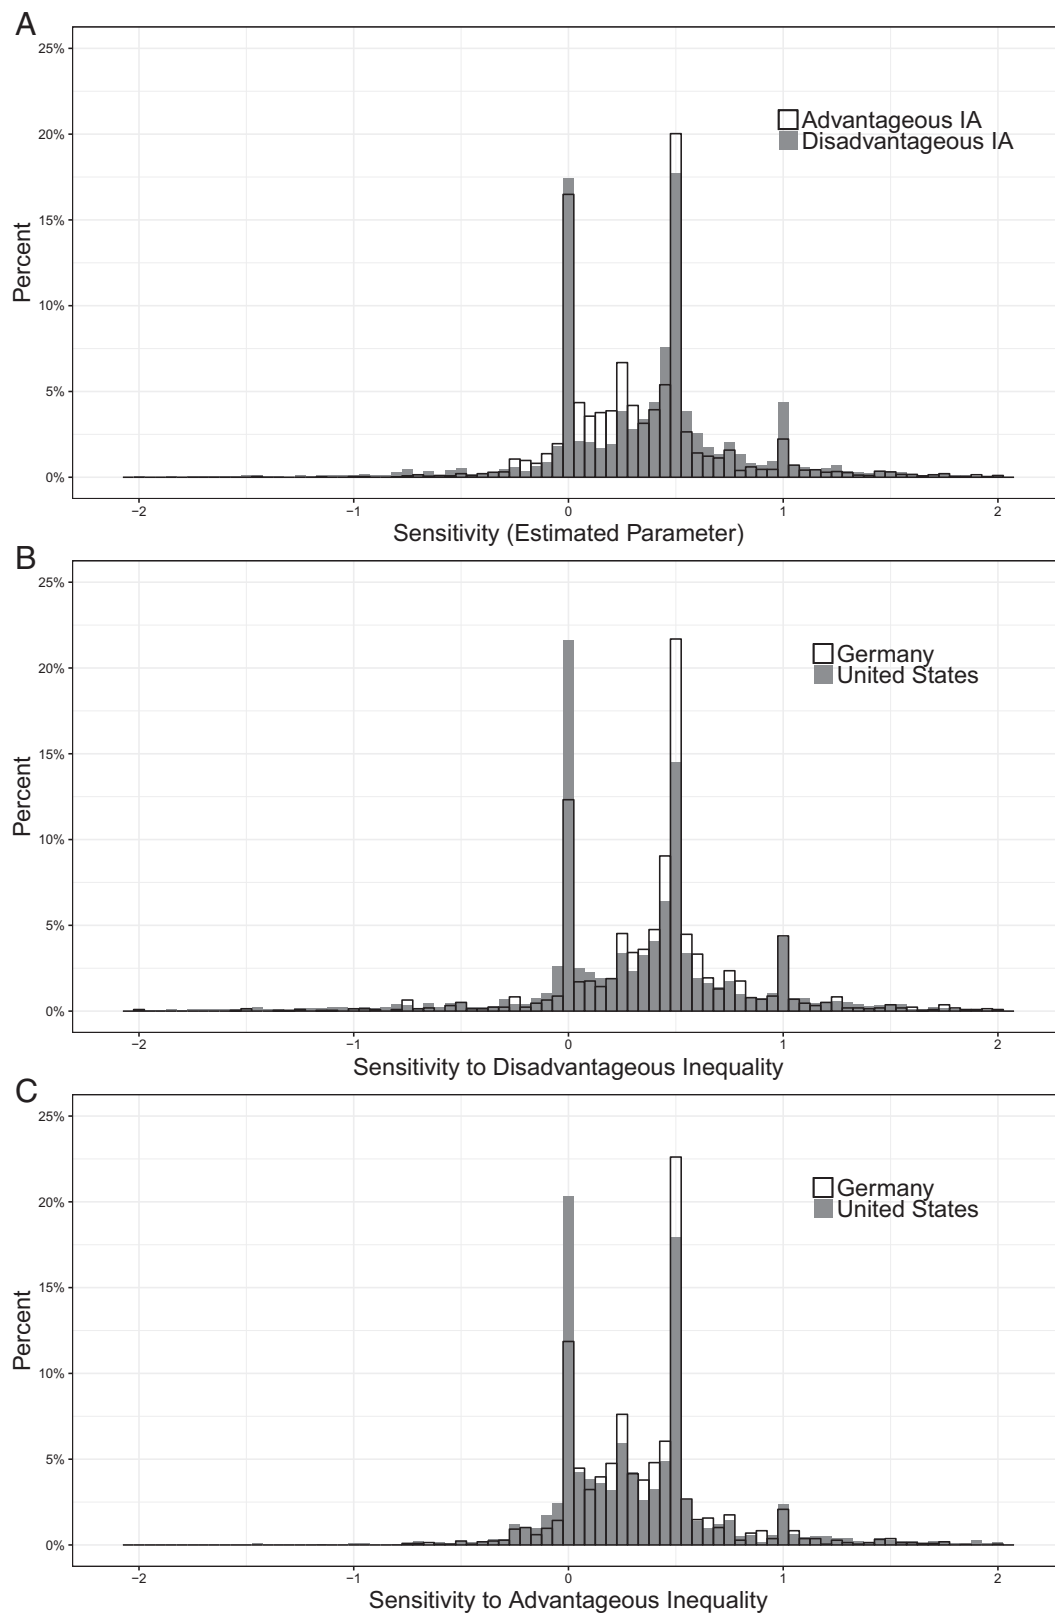 A
25%
Advantageous IA
20%
Disadvantageous IA
15%
Percent
10%
5%
0%
−2 −1 0 1 2
Sensitivity (Estimated Parameter)
B
25%
Germany
20%
United States
15%
Percent
10%
5%
0%
−2 −1 0 1 2
Sensitivity to Disadvantageous Inequality
C
25%
Germany
20%
United States
15%
Percent
10%
5%
0%
−2 −1 0 1 2
Sensitivity to Advantageous Inequality